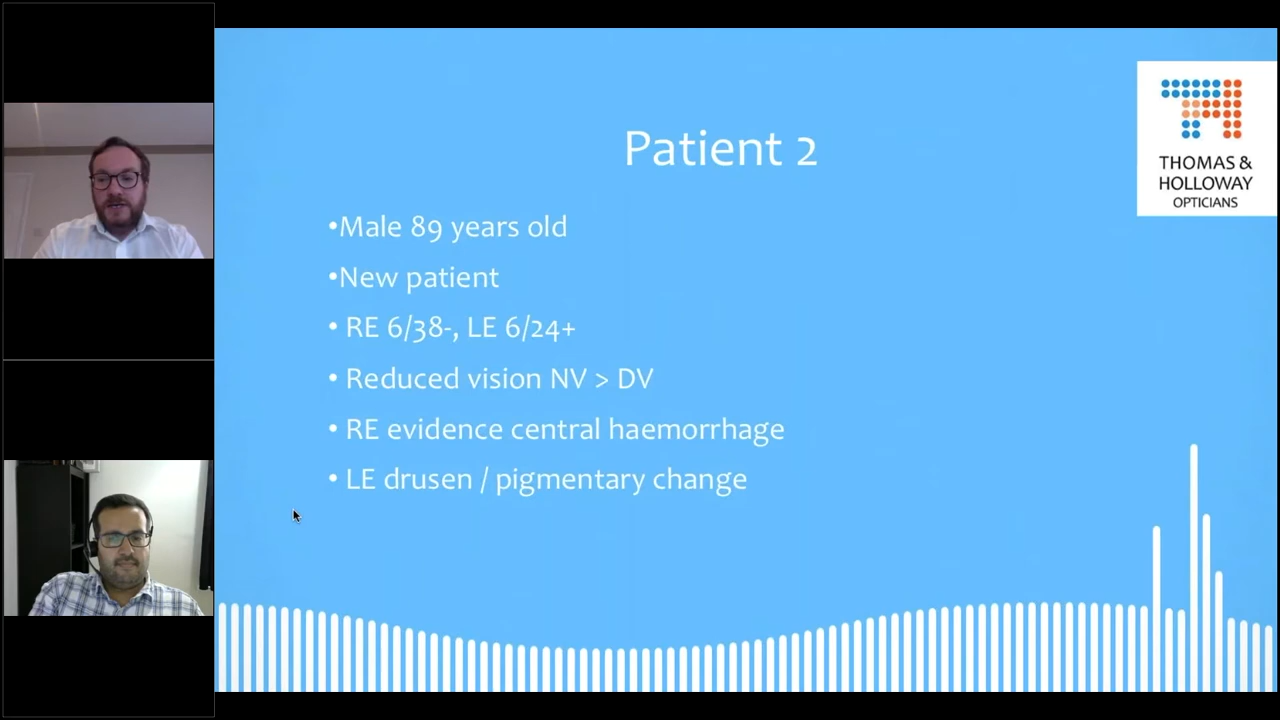 Patient 2
•Male 89 years old
•New patient
• RE 6/38-, LE 6/24+
• Reduced vision NV > DV
• RE evidence central haemorrhage
• LE drusen / pigmentary change
THOMAS &
HOLLOWAY
OPTICIANS